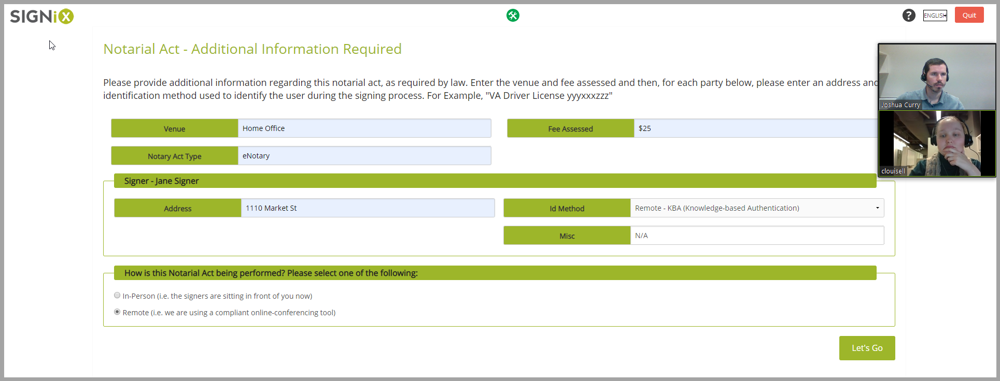 SIGNiX
?
ENGLISH
Quit
Notarial Act - Additional Information Required
Please provide additional information regarding this notarial act, as required by law. Enter the venue and fee assessed and then, for each party below, please enter an address and
identification method used to identify the user during the signing process. For Example, "VA Driver License yyyxxxzzz"
Joshua Curry
Venue
Home Office
Fee Assessed
$25
Notary Act Type
eNotary
clouisell
Signer - Jane Signer
Address
1110 Market St
Id Method
Remote - KBA (Knowledge-based Authentication)
Misc
N/A
How is this Notarial Act being performed? Please select one of the following:
In-Person (i.e. the signers are sitting in front of you now)
Remote (i.e. we are using a compliant online-conferencing tool)
Let's Go